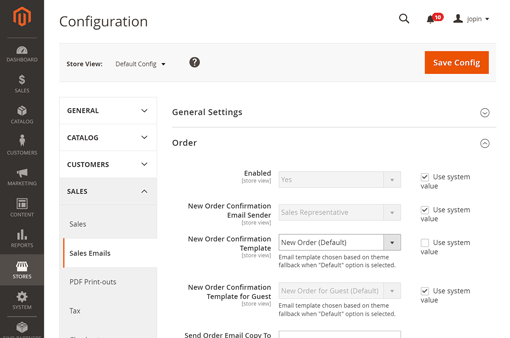 Configuration
10
jopin
Store View:
Default Config
?
Save Config
DASHBOARD
SALES
CATALOG
CUSTOMERS
MARKETING
CONTENT
REPORTS
STORES
SYSTEM
GENERAL
CATALOG
CUSTOMERS
SALES
Sales
Sales Emails
PDF Print-outs
Tax
General Settings
Order
Enabled
[store view]
Yes
Use system
value
New Order Confirmation
Email Sender
[store view]
Sales Representative
Use system
value
New Order Confirmation
Template
[store view]
New Order (Default)
Use system
value
Email template chosen based on theme
fallback when "Default" option is selected.
New Order Confirmation
Template for Guest
[store view]
New Order for Guest (Default)
Use system
value
Email template chosen based on theme
fallback when "Default" option is selected.
Send Order Email Copy To